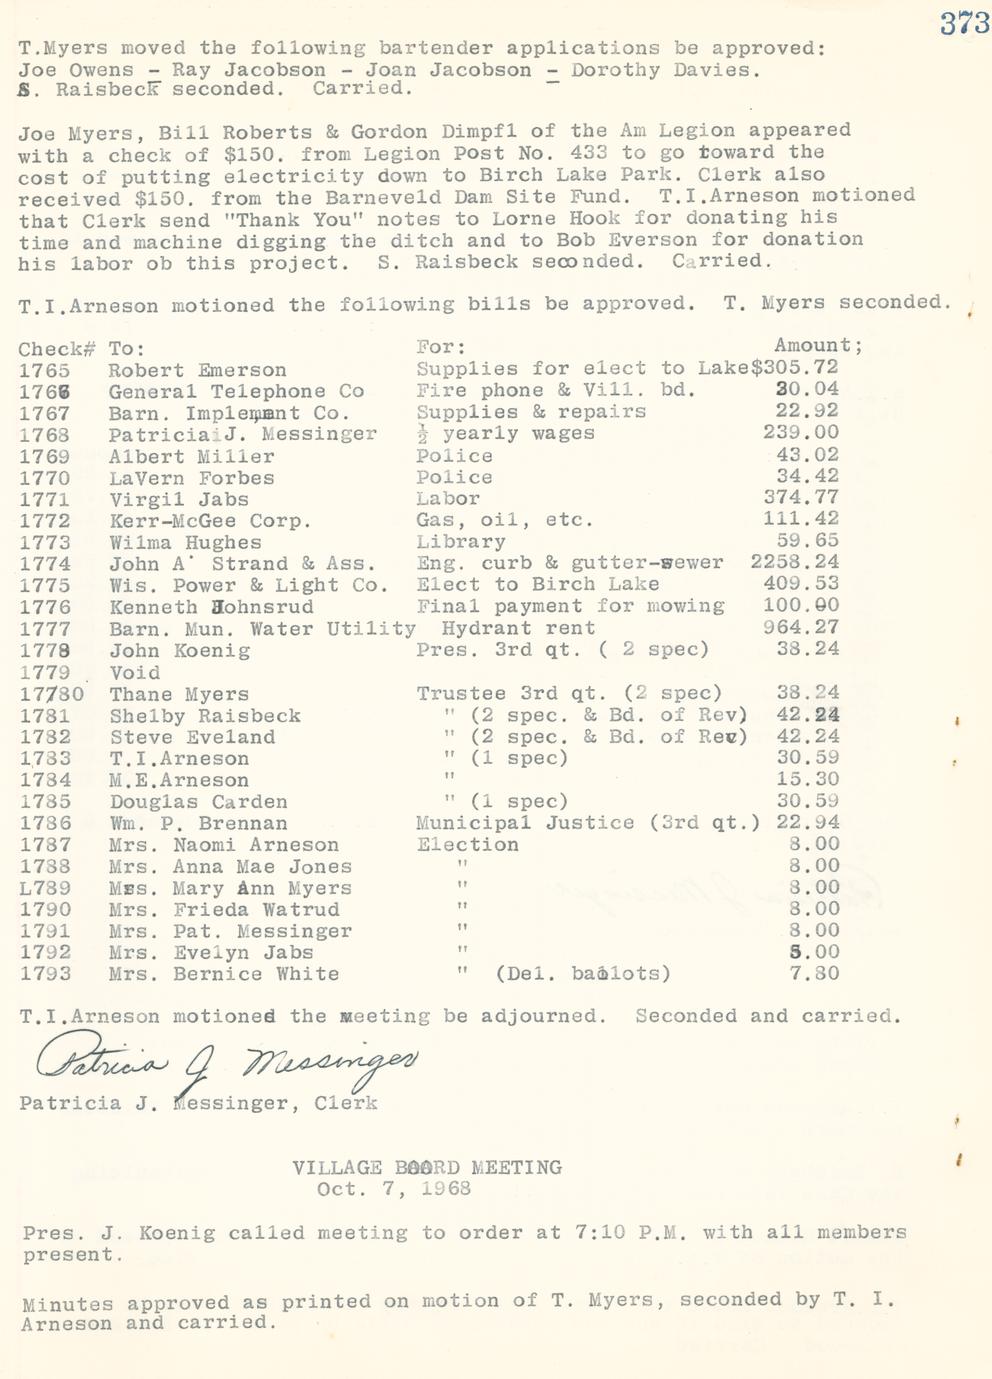 373
T.Myers moved the following bartender applications be approved:
Joe Owens - Ray Jacobson - Joan Jacobson - Dorothy Davies.
S. Raisbeck seconded. Carried.
Joe Myers, Bill Roberts & Gordon Dimpfl of the Am Legion appeared
with a check of $150. from Legion Post No. 433 to go toward the
cost of putting electricity down to Birch Lake Park. Clerk also
received $150. from the Barneveld Dam Site Fund. T.I.Arneson motioned
that Clerk send "Thank You" notes to Lorne Hook for donating his
time and machine digging the ditch and to Bob Everson for donation
his labor ob this project. S. Raisbeck seconded. Carried.
T.I.Arneson motioned the following bills be approved. T. Myers seconded.
Check# To: For: Amount;
1765 Robert Emerson Supplies for elect to Lake$305.72
1766 General Telephone Co Fire phone & Vill. bd. 30.04
1767 Barn. Implement Co. Supplies & repairs 22.92
1768 Patricia J. Messinger ½ yearly wages 239.00
1769 Albert Miller Police 43.02
1770 LaVern Forbes Police 34.42
1771 Virgil Jabs Labor 374.77
1772 Kerr-McGee Corp. Gas, oil, etc. 111.42
1773 Wilma Hughes Library 59.65
1774 John A' Strand & Ass. Eng. curb & gutter-sewer 2258.24
1775 Wis. Power & Light Co. Elect to Birch Lake 409.53
1776 Kenneth Johnsrud Final payment for mowing 100.00
1777 Barn. Mun. Water Utility Hydrant rent 964.27
1778 John Koenig Pres. 3rd qt. ( 2 spec) 38.24
1779 Void
17780 Thane Myers Trustee 3rd qt. (2 spec) 38.24
1781 Shelby Raisbeck " (2 spec. & Bd. of Rev) 42.24
1782 Steve Eveland " (2 spec. & Bd. of Rev) 42.24
1783 T.I.Arneson " (1 spec) 30.59
1784 M.E.Arneson " 15.30
1785 Douglas Carden " (1 spec) 30.59
1786 Wm. P. Brennan Municipal Justice (3rd qt.) 22.94
1787 Mrs. Naomi Arneson Election 8.00
1788 Mrs. Anna Mae Jones " 8.00
L789 Mrs. Mary Ann Myers " 8.00
1790 Mrs. Frieda Watrud " 8.00
1791 Mrs. Pat. Messinger " 8.00
1792 Mrs. Evelyn Jabs " 8.00
1793 Mrs. Bernice White " (Del. ballots) 7.80
T.I.Arneson motioned the meeting be adjourned. Seconded and carried.
Patricia J Messinger
Patricia J. Messinger, Clerk
VILLAGE BOARD MEETING
Oct. 7, 1968
Pres. J. Koenig called meeting to order at 7:10 P.M. with all members
present.
Minutes approved as printed on motion of T. Myers, seconded by T. I.
Arneson and carried.